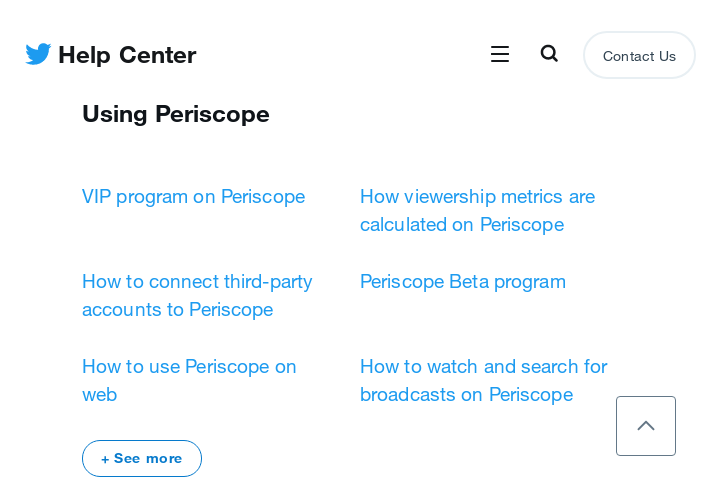 Help Center
Contact Us
Using Periscope
VIP program on Periscope
How viewership metrics are
calculated on Periscope
How to connect third-party
accounts to Periscope
Periscope Beta program
How to use Periscope on
web
How to watch and search for
broadcasts on Periscope
+ See more